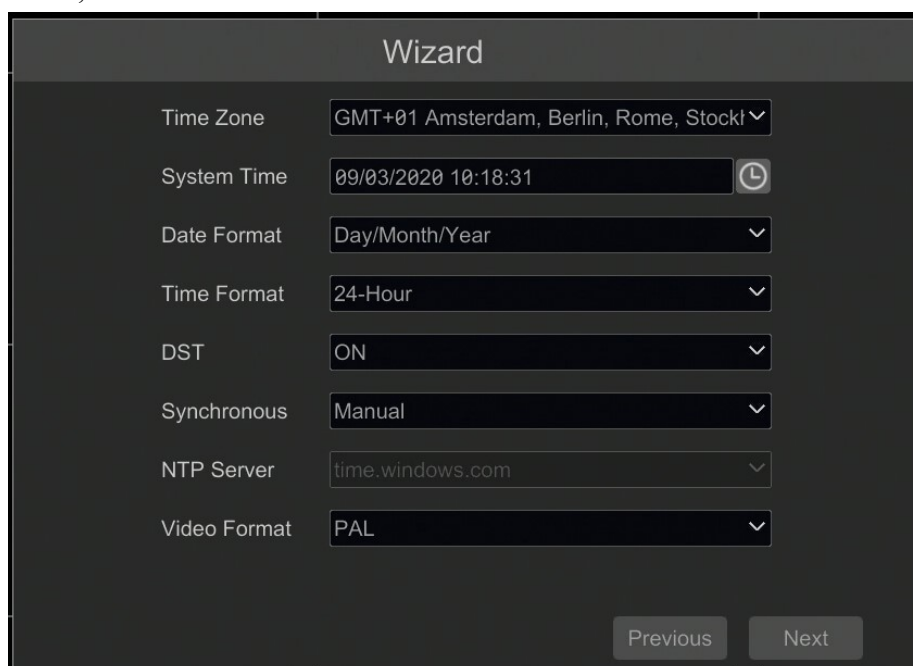 Wizard
Time Zone GMT+01 Amsterdam, Berlin, Rome,
System Time 09/03/2020 10:18:31
Date Format Day/Month/Year
Time Format 24-Hour
DST ON
Synchronous Manual
NTP Server time.windows.com
Video Format PAL
Previous Next